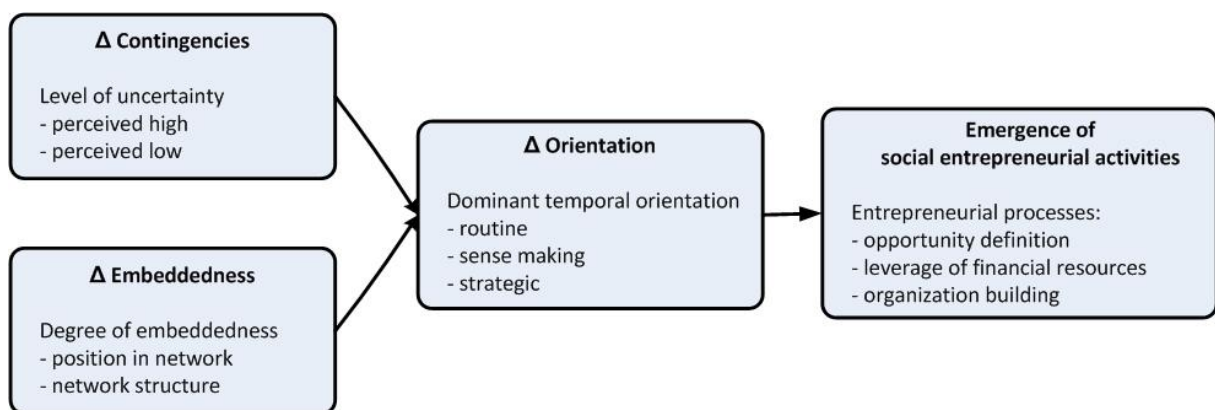 Δ Contingencies
Level of uncertainty
- perceived high
- perceived low
Δ Embeddedness
Degree of embeddedness
- position in network
- network structure
Δ Orientation
Dominant temporal orientation
- routine
- sense making
- strategic
Emergence of
social entrepreneurial activities
Entrepreneurial processes:
- opportunity definition
- leverage of financial resources
- organization building